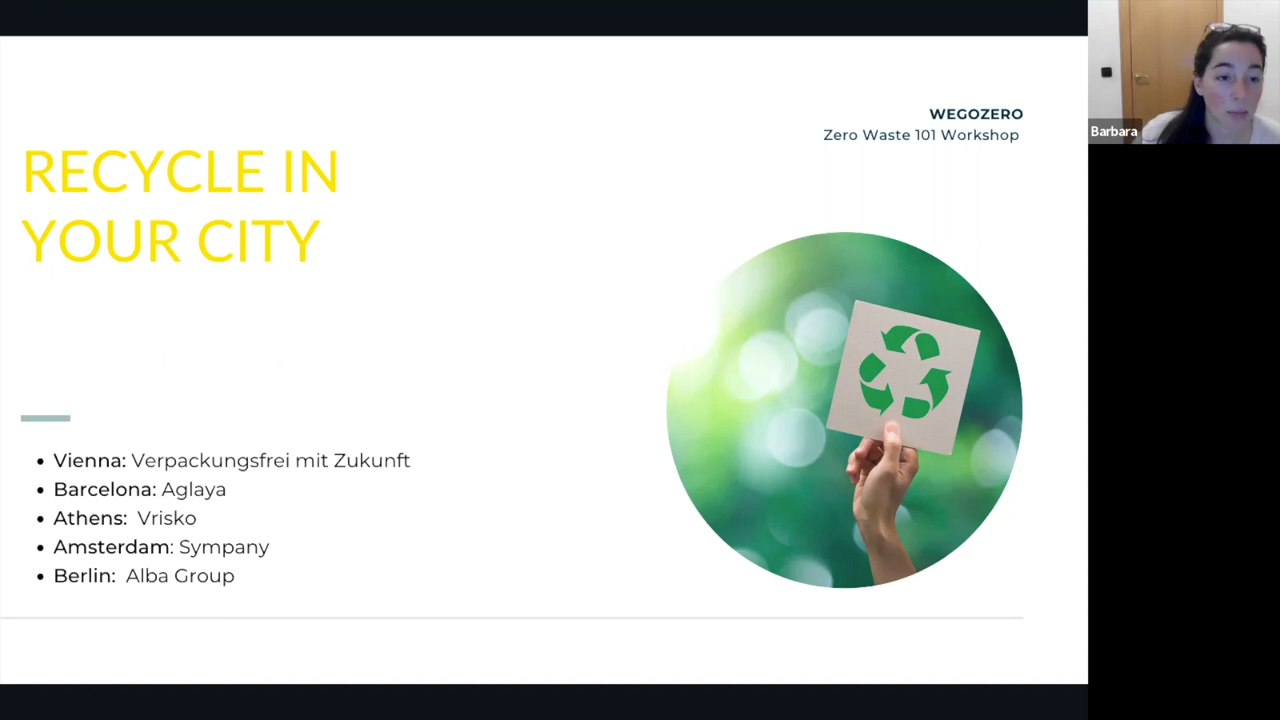 WEGOZERO
Zero Waste 101 Workshop
RECYCLE IN
YOUR CITY
• Vienna: Verpackungsfrei mit Zukunft
• Barcelona: Aglaya
• Athens: Vrisko
• Amsterdam: Sympany
• Berlin: Alba Group
Barbara